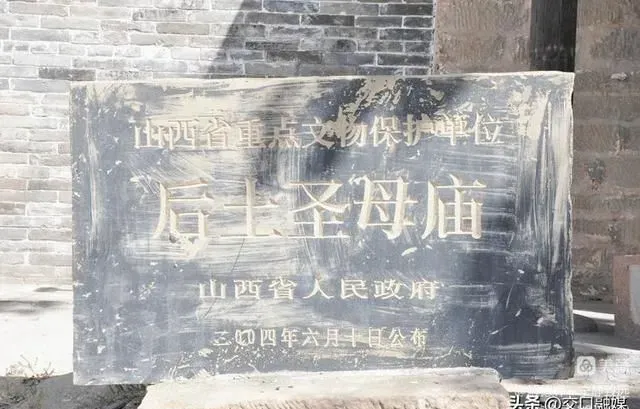 山西省重点文物保护单位
后土圣母庙
山西省人民政府
二〇〇四年六月十日公布
头条 @交口融媒